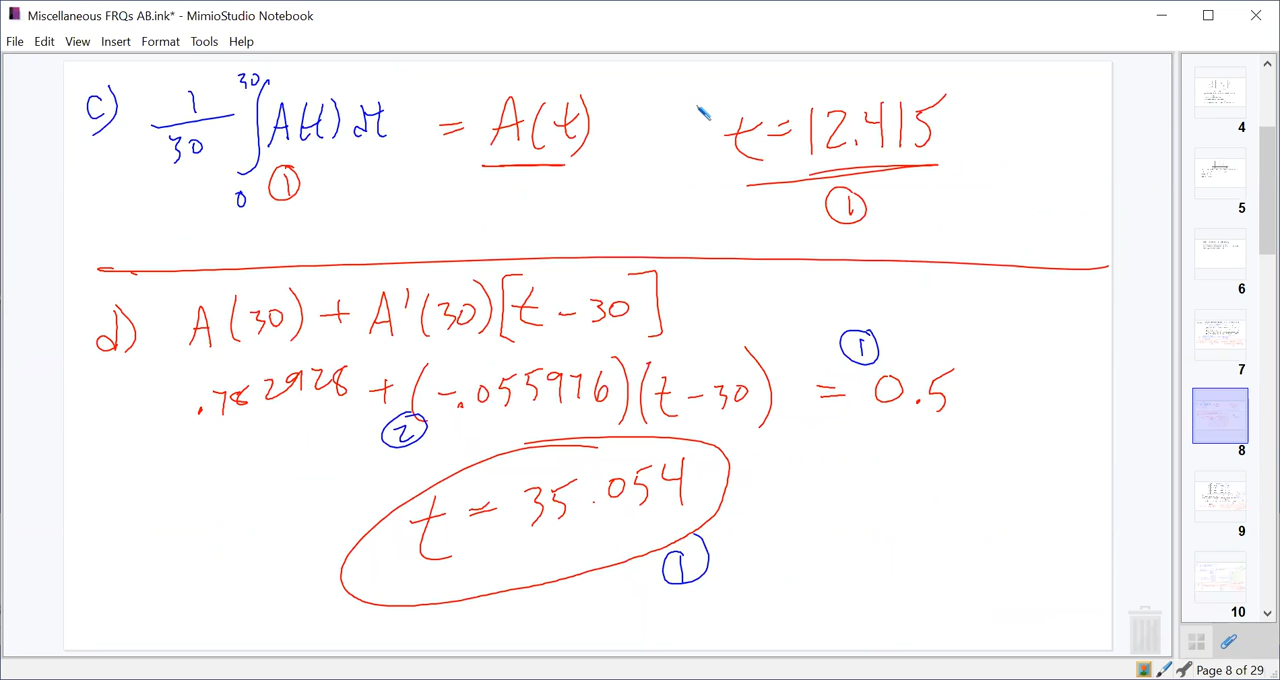 Miscellaneous FRQs AB.ink* - MimioStudio Notebook
File Edit View Insert Format Tools Help
c) 1/30 ∫₀³⁰ A(t) dt = A(t) t = 12.415
① ①
d) A(30) + A'(30)[t - 30]
.782928 + (-.055976)(t - 30) = 0.5 ①
②
t = 35.054
①
4
5
6
7
8
9
10
Page 8 of 29